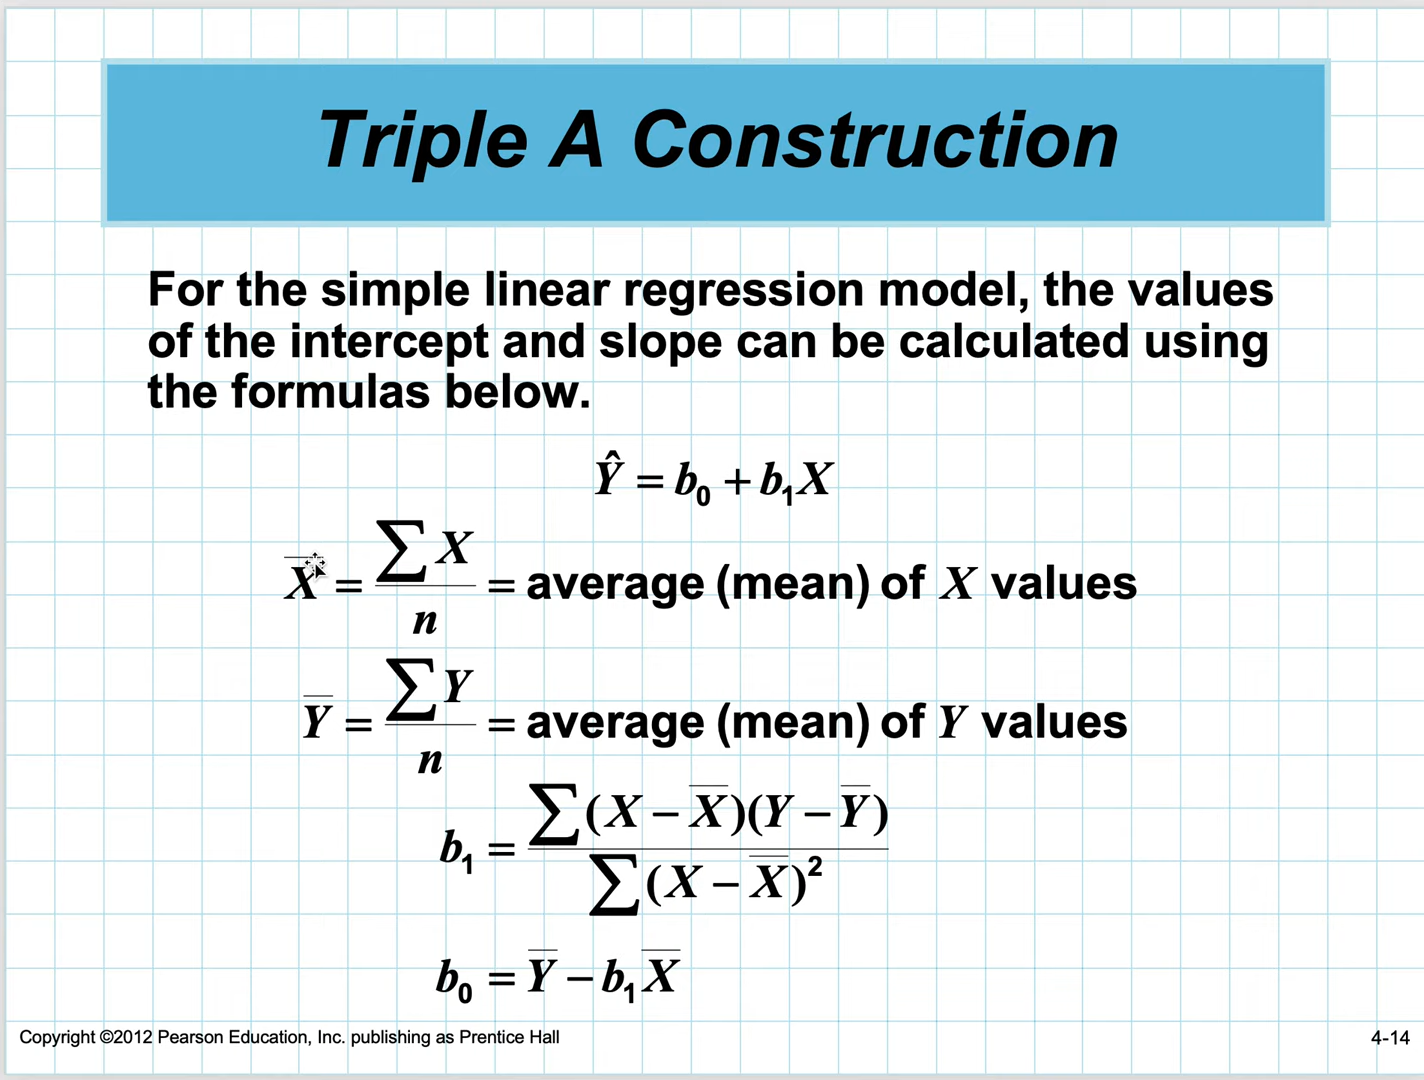 Triple A Construction
For the simple linear regression model, the values
of the intercept and slope can be calculated using
the formulas below.
Ŷ = b₀ + b₁X
X̄ = ∑X / n = average (mean) of X values
Ȳ = ∑Y / n = average (mean) of Y values
b₁ = ∑(X − X̄)(Y − Ȳ) / ∑(X − X̄)²
b₀ = Ȳ − b₁X̄
Copyright ©2012 Pearson Education, Inc. publishing as Prentice Hall
4-14